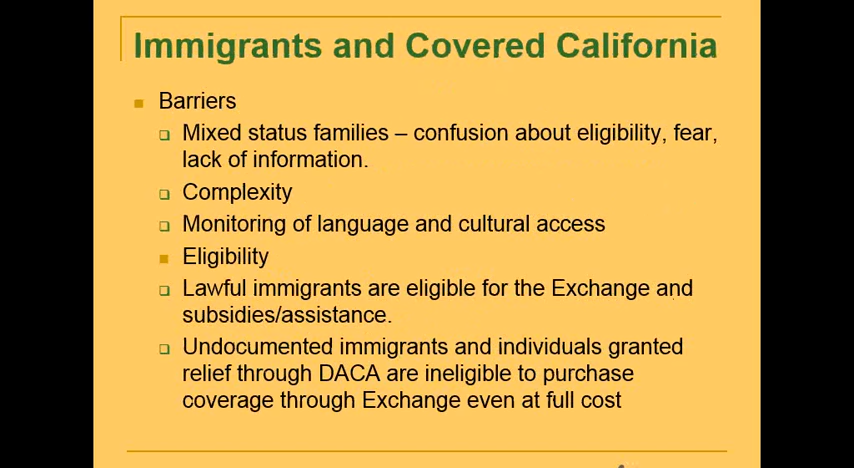 Immigrants and Covered California
Barriers
Mixed status families – confusion about eligibility, fear,
lack of information.
Complexity
Monitoring of language and cultural access
Eligibility
Lawful immigrants are eligible for the Exchange and
subsidies/assistance.
Undocumented immigrants and individuals granted
relief through DACA are ineligible to purchase
coverage through Exchange even at full cost